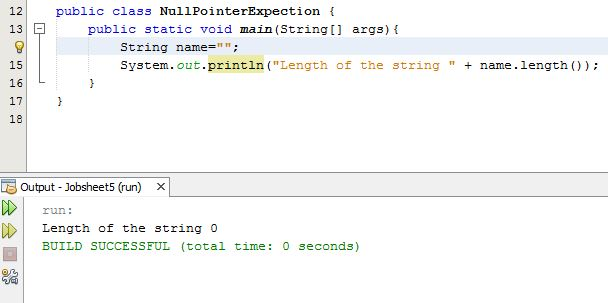 12 public class NullPointerExpection {
13 public static void main(String[] args){
String name="";
15 System.out.println("Length of the string " + name.length());
16 }
17 }
18
Output - Jobsheet5 (run) ×
run:
Length of the string 0
BUILD SUCCESSFUL (total time: 0 seconds)